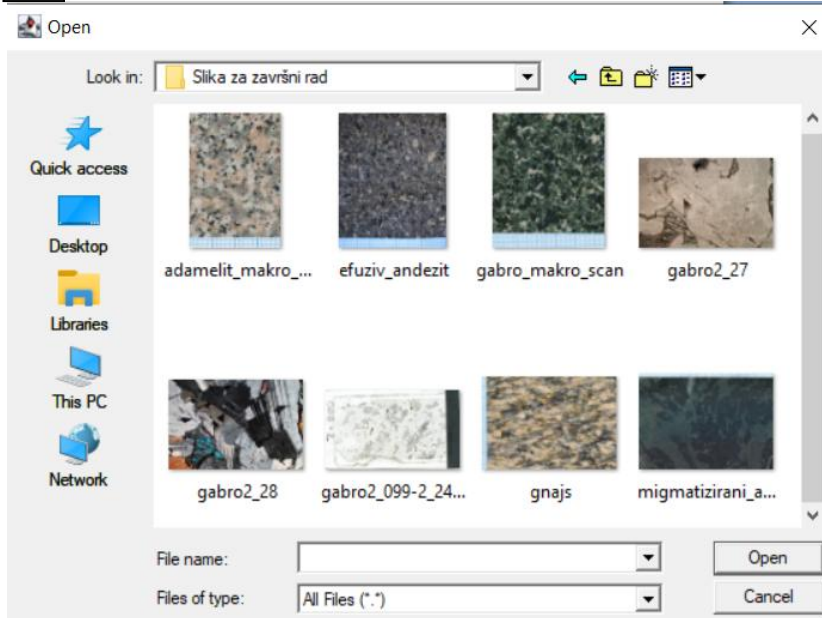 Open
Look in: Slika za završni rad
Quick access
Desktop
Libraries
This PC
Network
adamelit_makro_... efuziv_andezit gabro_makro_scan gabro2_27
gabro2_28 gabro2_099-2_24... gnajs migmatizirani_a...
File name: Open
Files of type: All Files (*.*) Cancel